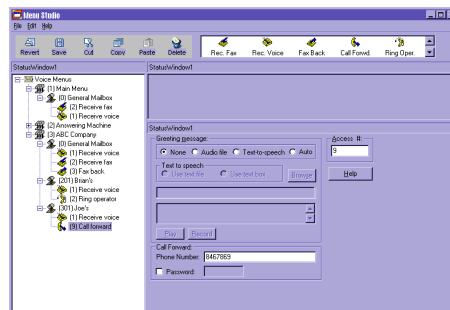 Menu Studio
File Edit Help
Revert Save Cut Copy Paste Delete
Rec. Fax Rec. Voice Fax Back Call Forwd. Ring Oper.
StatusWindow1
StatusWindow1
Voice Menus
(1) Main Menu
(0) General Mailbox
(2) Receive fax
(1) Receive voice
(2) Answering Machine
(3) ABC Company
(0) General Mailbox
(1) Receive voice
(2) Receive fax
(3) Fax back
(201) Brian's
(1) Receive voice
(2) Ring operator
(301) Joe's
(1) Receive voice
(9) Call forward
StatusWindow1
Greeting message:
None Audio file Text-to-speech Auto
Text to speech
Use text file Use text box Browse
Play Record
Call Forward:
Phone Number: 8467869
Password:
Access #:
9
Help